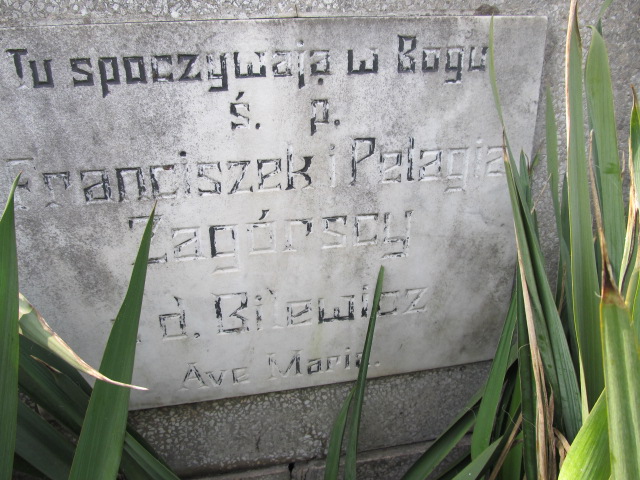 Tu spoczywają w Bogu
ś. p.
Franciszek i Pelagia
Zagórscy
z d. Bilewicz
Ave Maria.